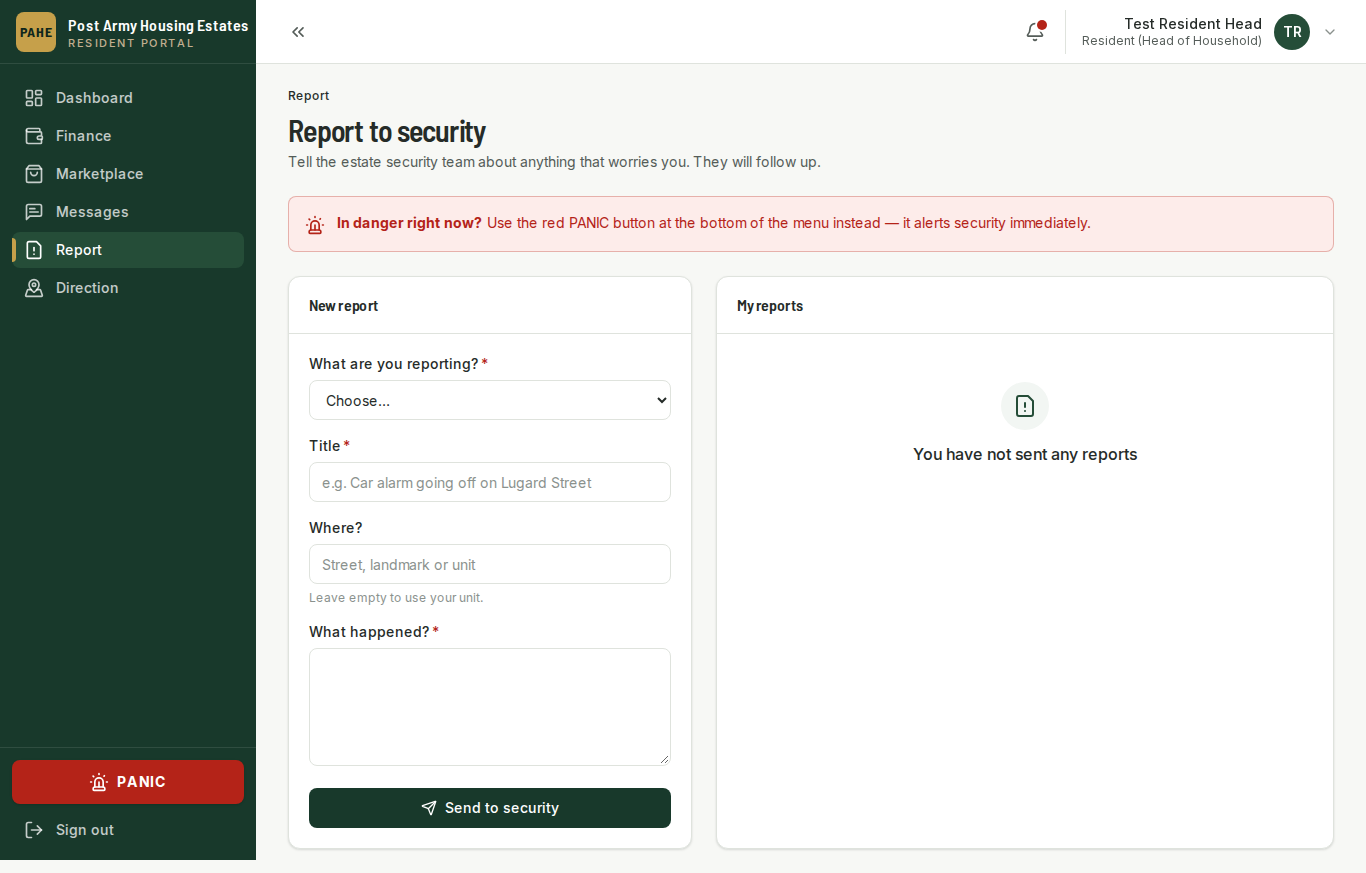 PAHE
Post Army Housing Estates
RESIDENT PORTAL
Dashboard
Finance
Marketplace
Messages
Report
Direction
PANIC
Sign out
Test Resident Head
Resident (Head of Household)
TR
Report
Report to security
Tell the estate security team about anything that worries you. They will follow up.
In danger right now? Use the red PANIC button at the bottom of the menu instead — it alerts security immediately.
New report
What are you reporting? *
Choose...
Title *
e.g. Car alarm going off on Lugard Street
Where?
Street, landmark or unit
Leave empty to use your unit.
What happened? *
Send to security
My reports
You have not sent any reports